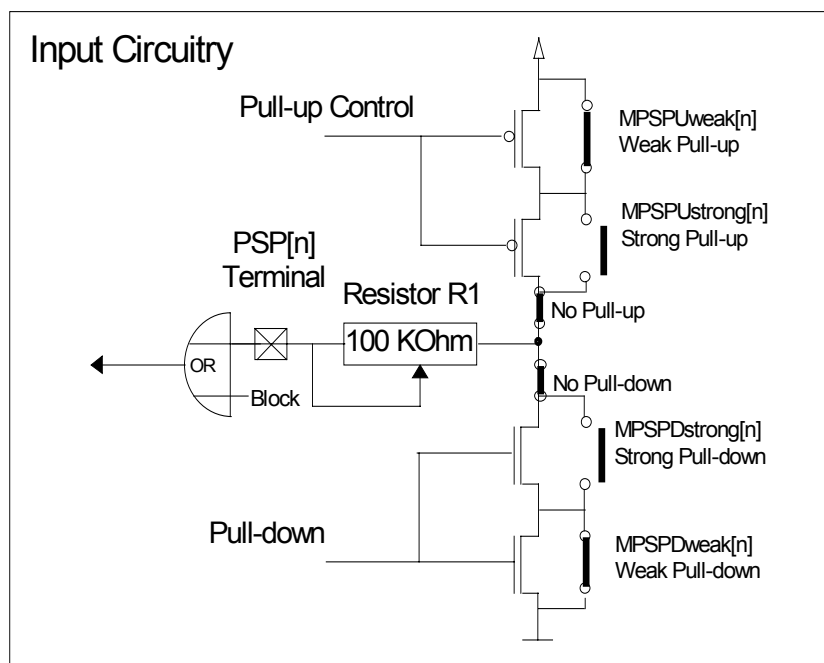 Input Circuitry
Pull-up Control
MPSPUweak[n]
Weak Pull-up
MPSPUstrong[n]
Strong Pull-up
PSP[n]
Terminal
Resistor R1
No Pull-up
100 KOhm
OR
Block
No Pull-down
MPSPDstrong[n]
Strong Pull-down
Pull-down
MPSPDweak[n]
Weak Pull-down